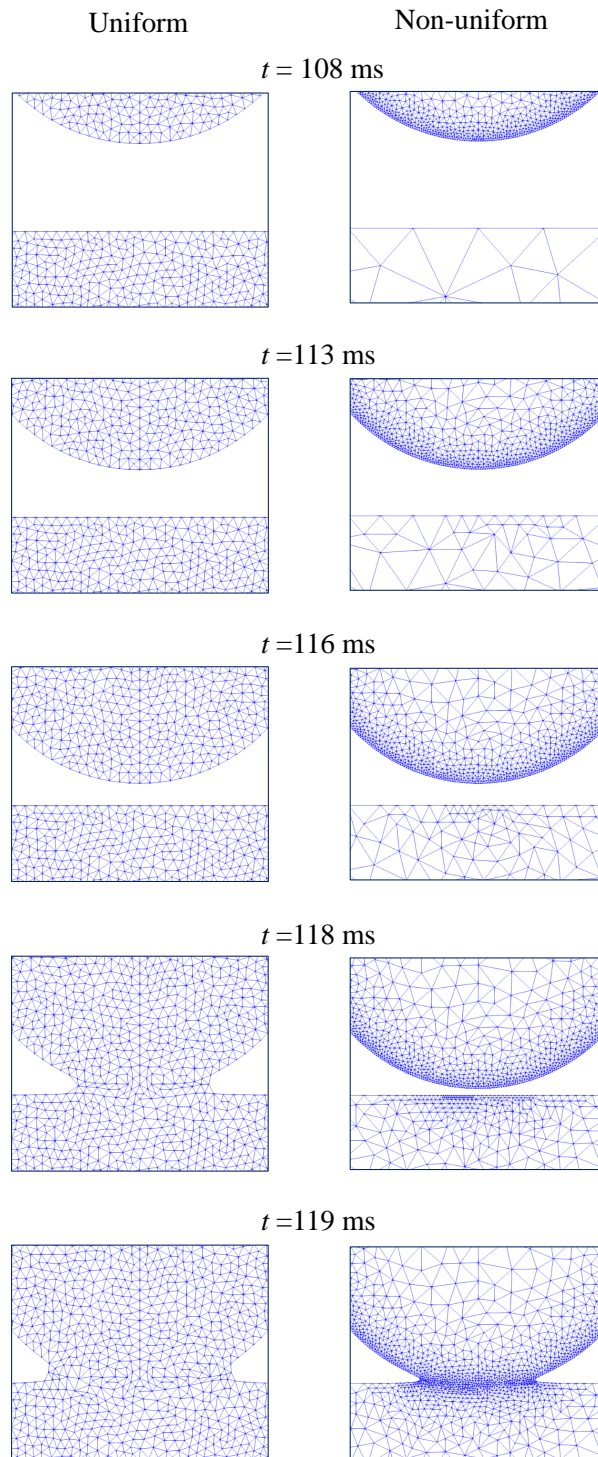 Uniform Non-uniform
t = 108 ms
t =113 ms
t =116 ms
t =118 ms
t =119 ms